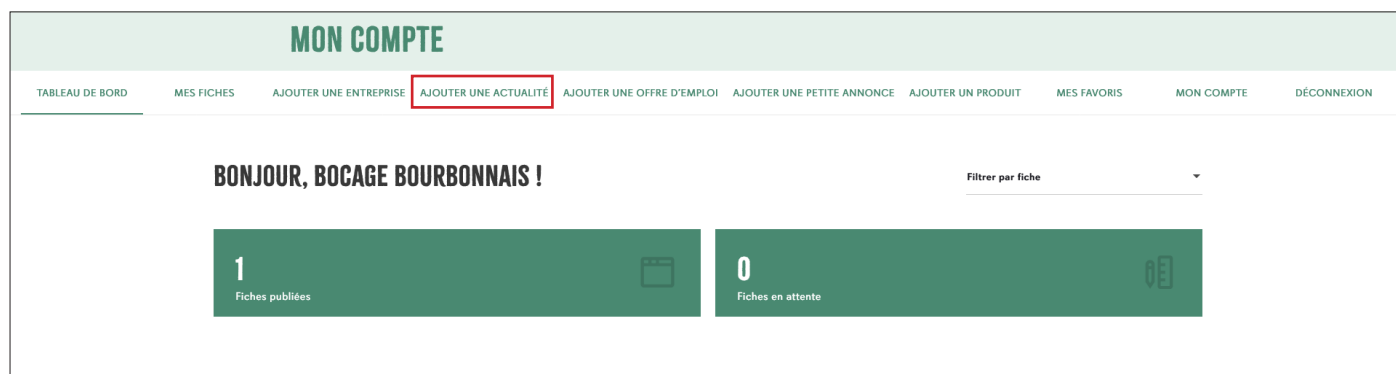 MON COMPTE
TABLEAU DE BORD MES FICHES AJOUTER UNE ENTREPRISE AJOUTER UNE ACTUALITÉ AJOUTER UNE OFFRE D'EMPLOI AJOUTER UNE PETITE ANNONCE AJOUTER UN PRODUIT MES FAVORIS MON COMPTE DÉCONNEXION
BONJOUR, BOCAGE BOURBONNAIS !
Filtrer par fiche
1
Fiches publiées
0
Fiches en attente